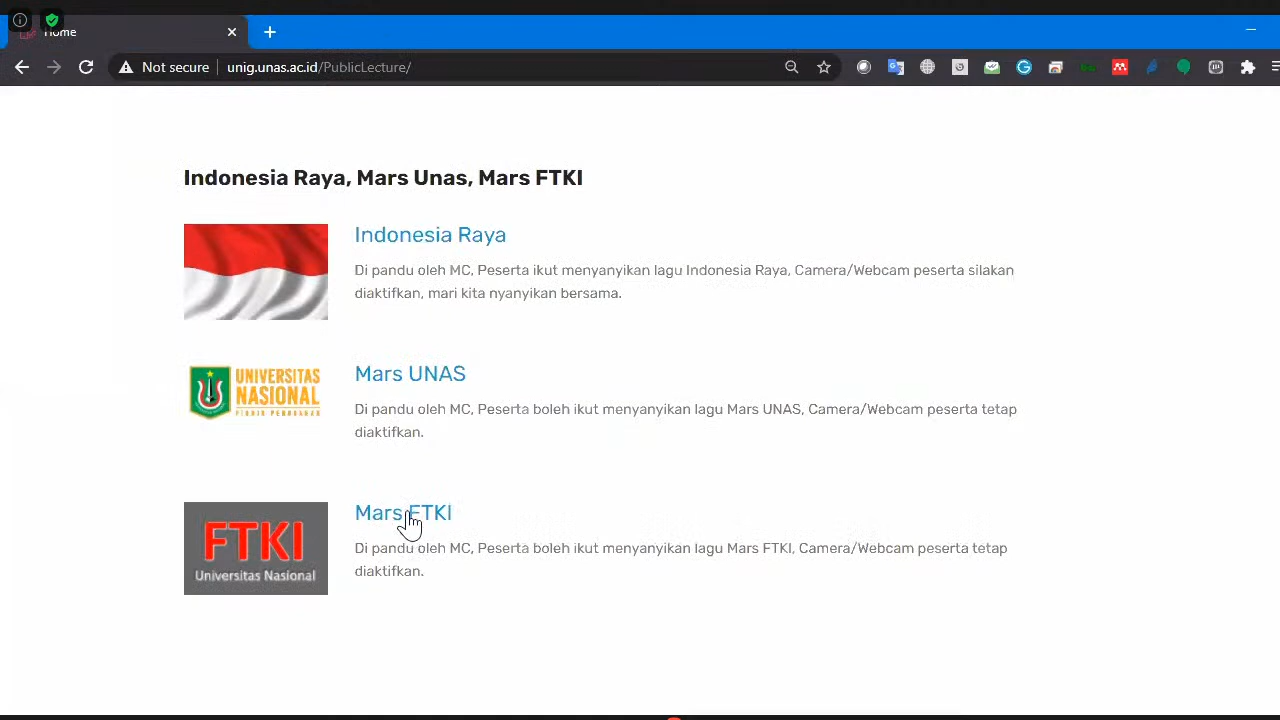 Home
Not secure
unig.unas.ac.id/PublicLecture/
Indonesia Raya, Mars Unas, Mars FTKI
Indonesia Raya
Di pandu oleh MC, Peserta ikut menyanyikan lagu Indonesia Raya, Camera/Webcam peserta silakan
diaktifkan, mari kita nyanyikan bersama.
UNIVERSITAS
NASIONAL
Mars UNAS
Di pandu oleh MC, Peserta boleh ikut menyanyikan lagu Mars UNAS, Camera/Webcam peserta tetap
diaktifkan.
FTKI
Universitas Nasional
Mars FTKI
Di pandu oleh MC, Peserta boleh ikut menyanyikan lagu Mars FTKI, Camera/Webcam peserta tetap
diaktifkan.